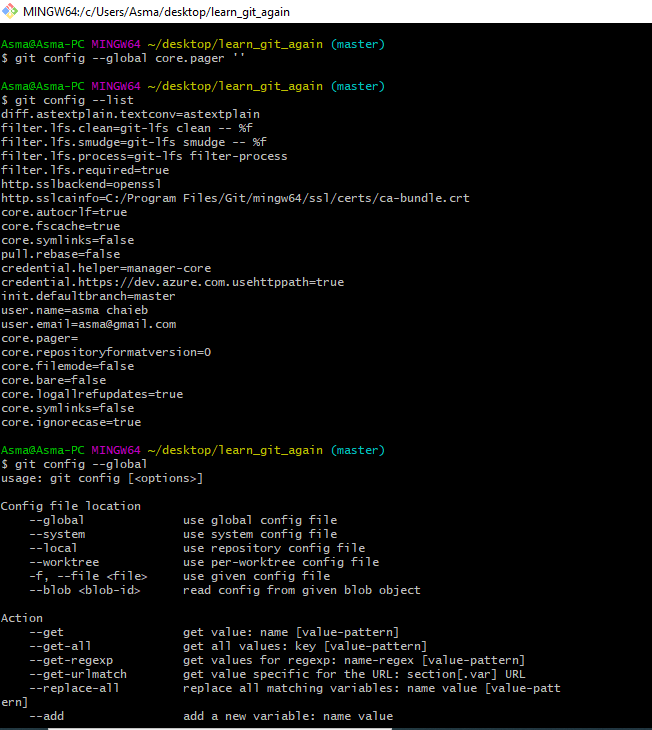 MINGW64:/c/Users/Asma/desktop/learn_git_again
Asma@Asma-PC MINGW64 ~/desktop/learn_git_again (master)
$ git config --global core.pager ''
Asma@Asma-PC MINGW64 ~/desktop/learn_git_again (master)
$ git config --list
diff.astextplain.textconv=astextplain
filter.lfs.clean=git-lfs clean -- %f
filter.lfs.smudge=git-lfs smudge -- %f
filter.lfs.process=git-lfs filter-process
filter.lfs.required=true
http.sslbackend=openssl
http.sslcainfo=C:/Program Files/Git/mingw64/ssl/certs/ca-bundle.crt
core.autocrlf=true
core.fscache=true
core.symlinks=false
pull.rebase=false
credential.helper=manager-core
credential.https://dev.azure.com.usehttppath=true
init.defaultbranch=master
user.name=asma chaieb
user.email=asma@gmail.com
core.pager=
core.repositoryformatversion=0
core.filemode=false
core.bare=false
core.logallrefupdates=true
core.symlinks=false
core.ignorecase=true
Asma@Asma-PC MINGW64 ~/desktop/learn_git_again (master)
$ git config --global
usage: git config [<options>]
Config file location
--global use global config file
--system use system config file
--local use repository config file
--worktree use per-worktree config file
-f, --file <file> use given config file
--blob <blob-id> read config from given blob object
Action
--get get value: name [value-pattern]
--get-all get all values: key [value-pattern]
--get-regexp get values for regexp: name-regex [value-pattern]
--get-urlmatch get value specific for the URL: section[.var] URL
--replace-all replace all matching variables: name value [value-patt
ern]
--add add a new variable: name value